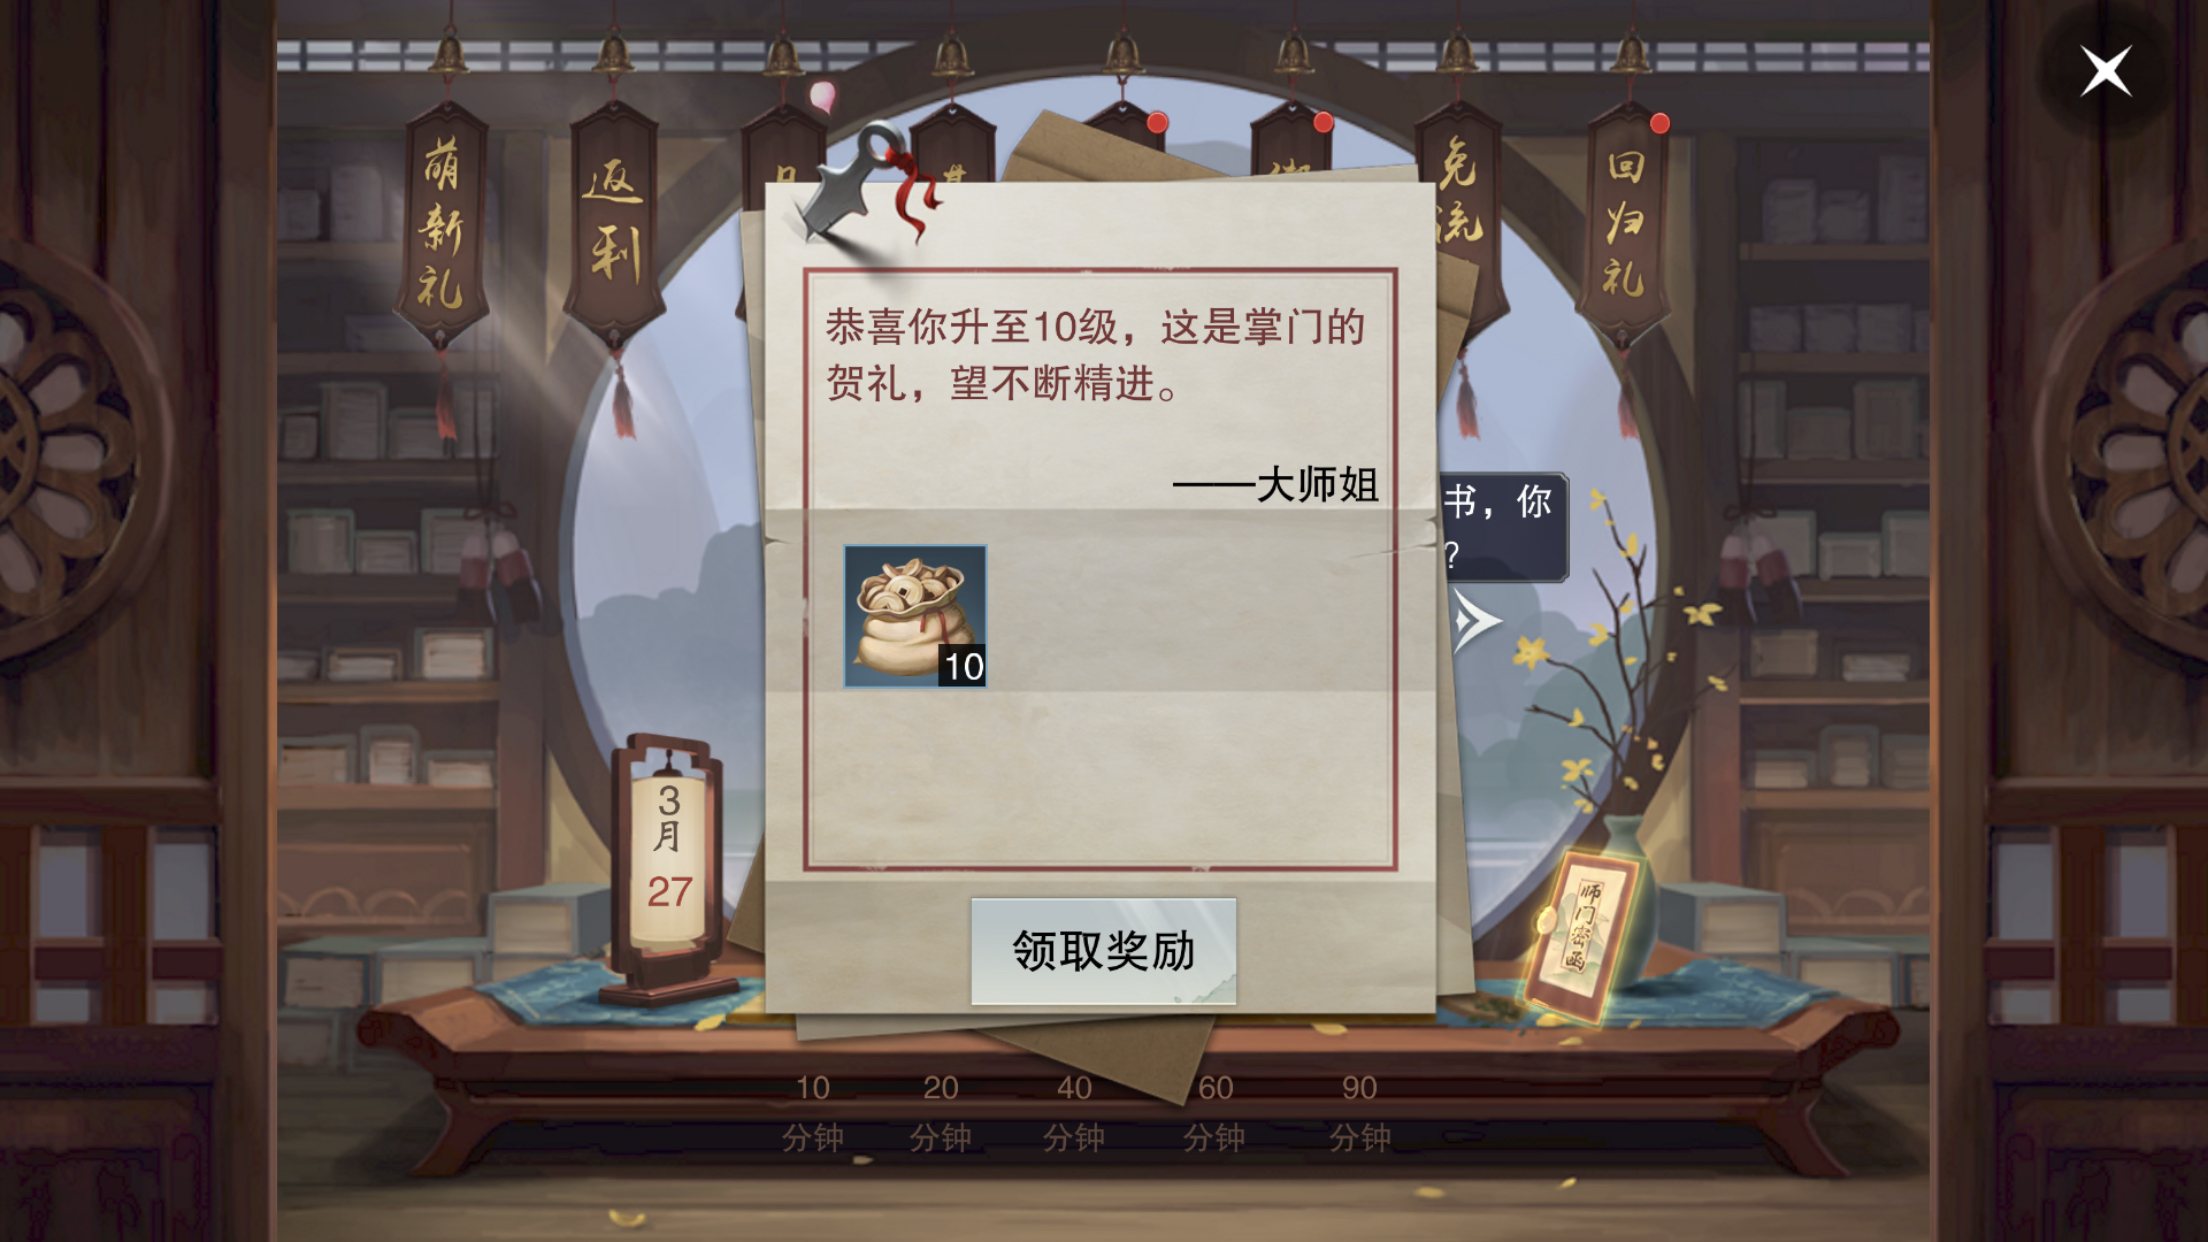 萌新礼
返利
免流
回归礼
恭喜你升至10级，这是掌门的
贺礼，望不断精进。
——大师姐
书，你
？
10
3月
27
师门密函
领取奖励
10 20 40 60 90
分钟 分钟 分钟 分钟 分钟